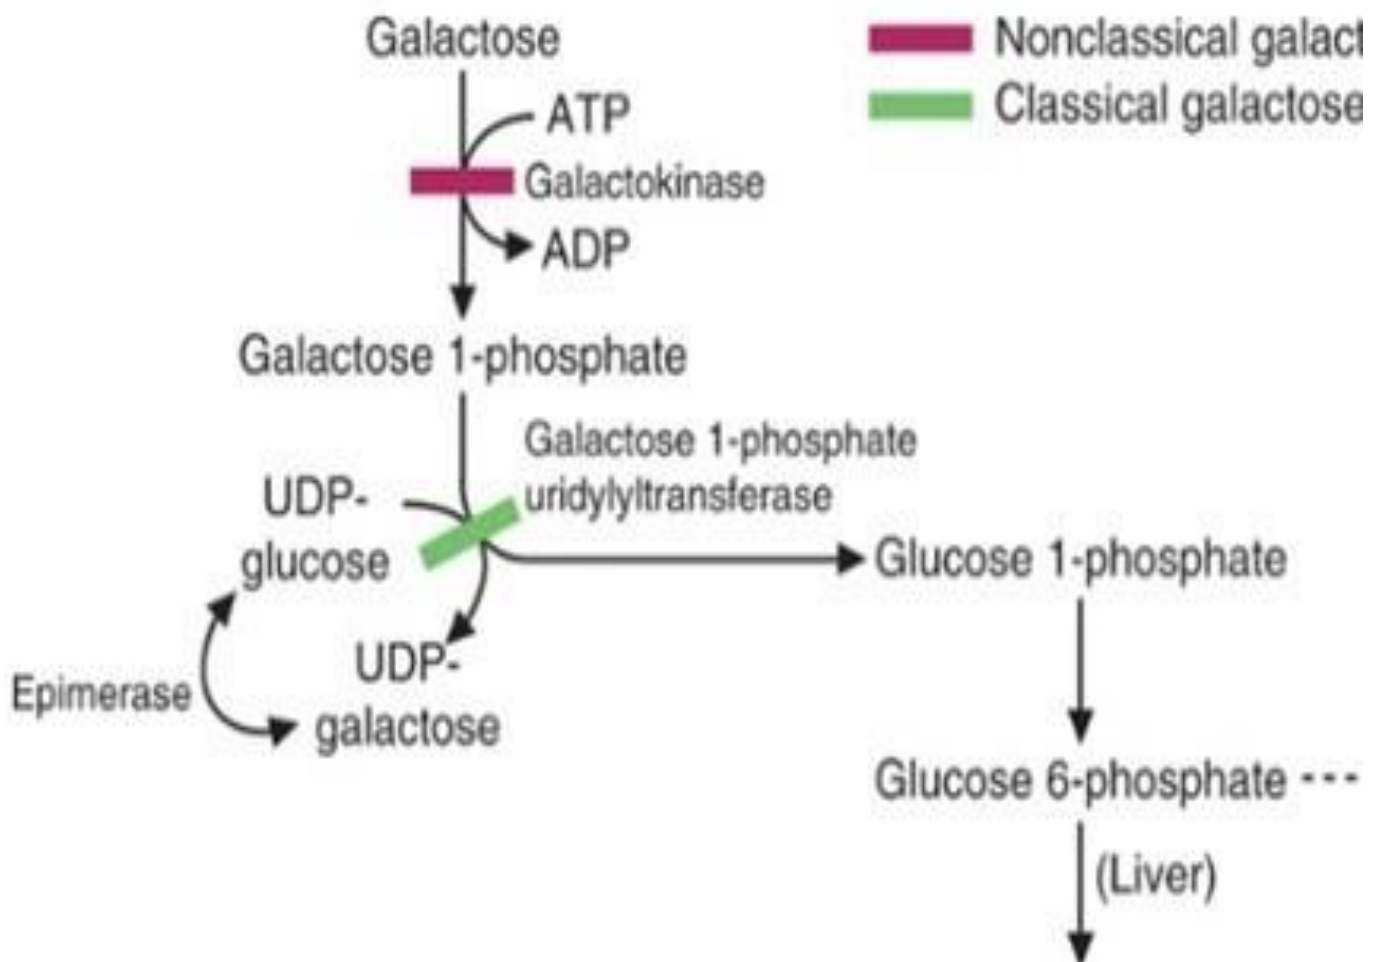 Galactose
Nonclassical galact
Classical galactose
ATP
Galactokinase
ADP
Galactose 1-phosphate
Galactose 1-phosphate
uridylyltransferase
UDP-
glucose
Glucose 1-phosphate
UDP-
galactose
Epimerase
Glucose 6-phosphate ---
(Liver)